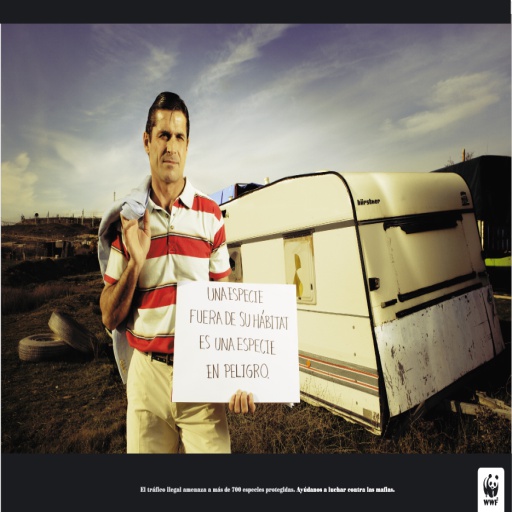 bürstner
UNA ESPECIE
FUERA DE SU HÁBITAT
ES UNA ESPECIE
EN PELIGRO.
El tráfico ilegal amenaza a más de 700 especies protegidas. Ayúdanos a luchar contra las mafias.
WWF